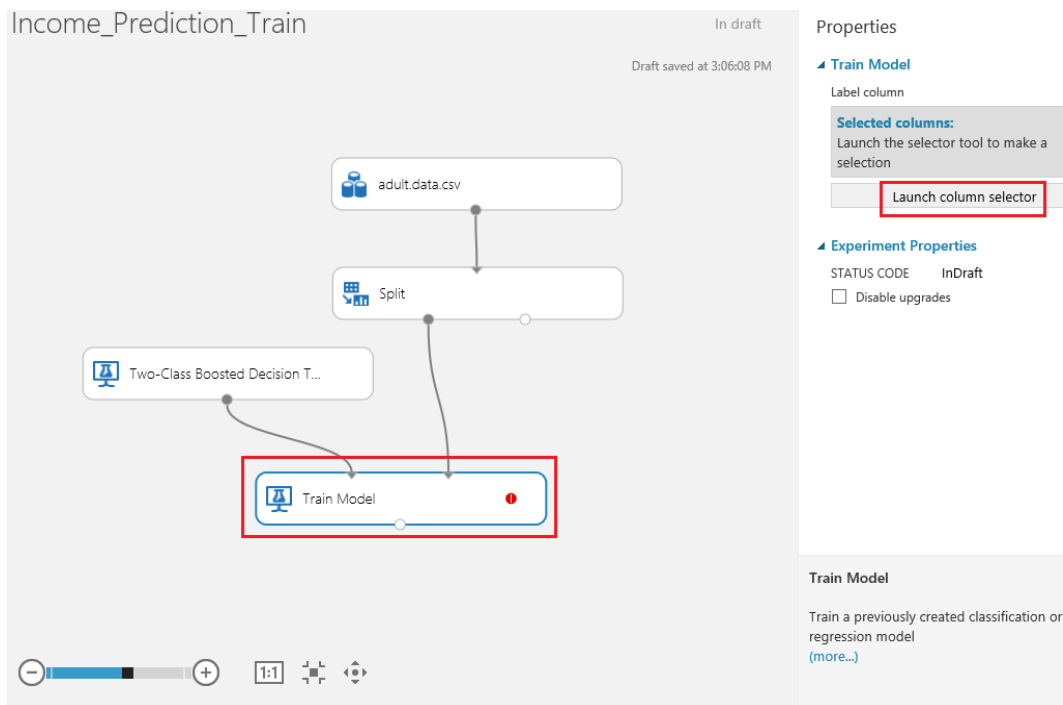 Income_Prediction_Train
In draft
Draft saved at 3:06:08 PM
adult.data.csv
Split
Two-Class Boosted Decision T...
Train Model
1:1
Properties
Train Model
Label column
Selected columns:
Launch the selector tool to make a
selection
Launch column selector
Experiment Properties
STATUS CODE InDraft
Disable upgrades
Train Model
Train a previously created classification or
regression model
(more...)